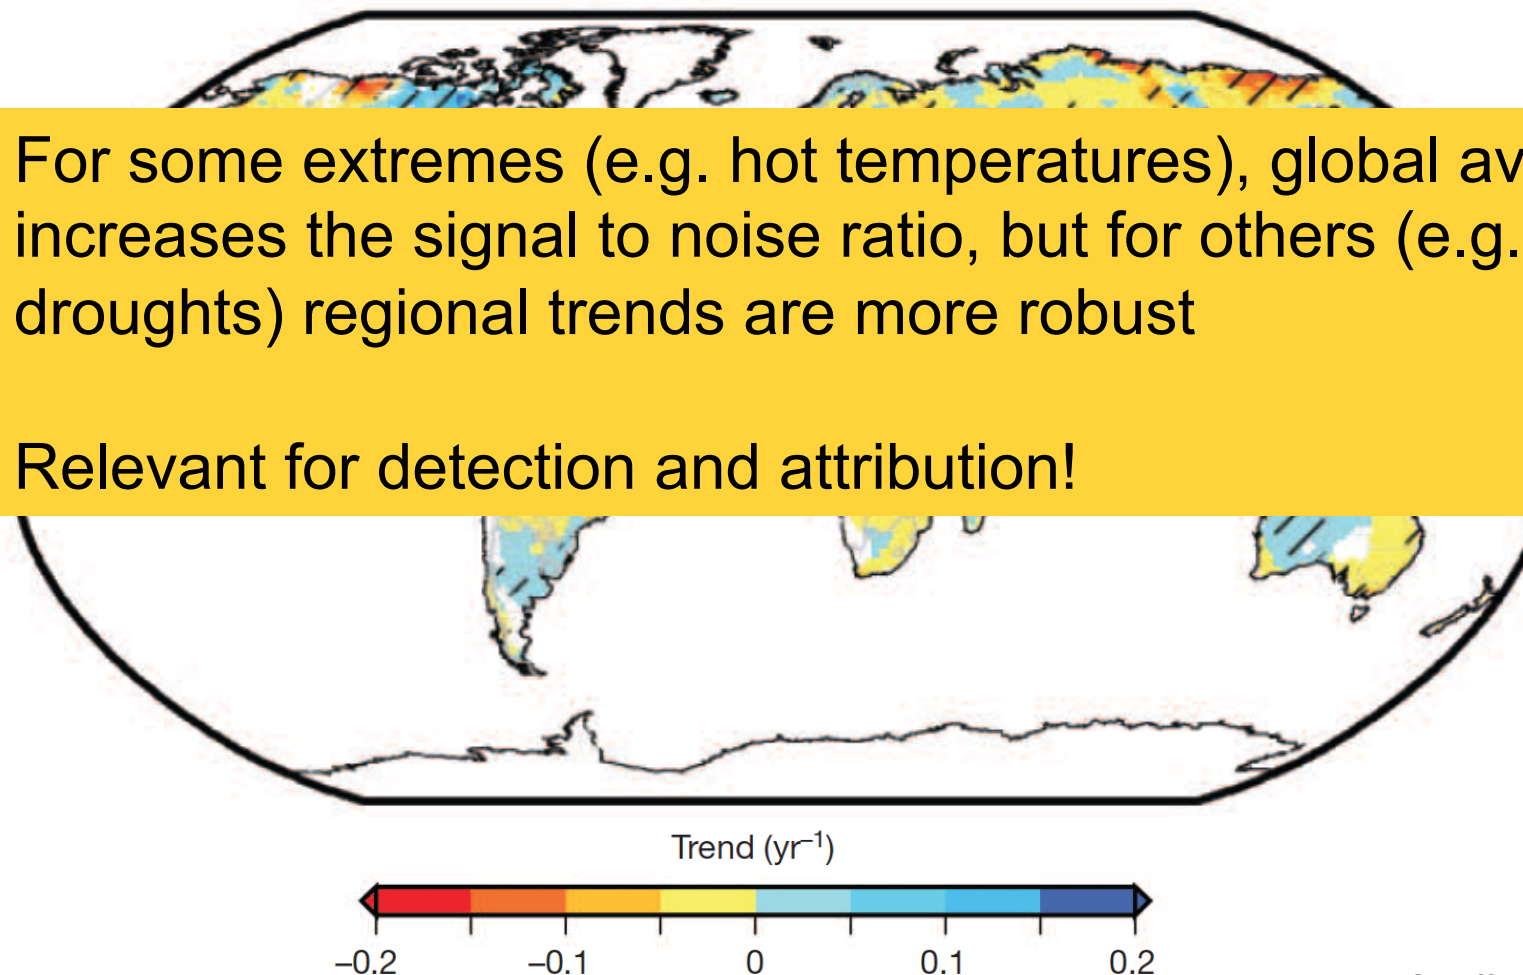 For some extremes (e.g. hot temperatures), global av
increases the signal to noise ratio, but for others (e.g.
droughts) regional trends are more robust
Relevant for detection and attribution!
Trend (yr⁻¹)
−0.2 −0.1 0 0.1 0.2